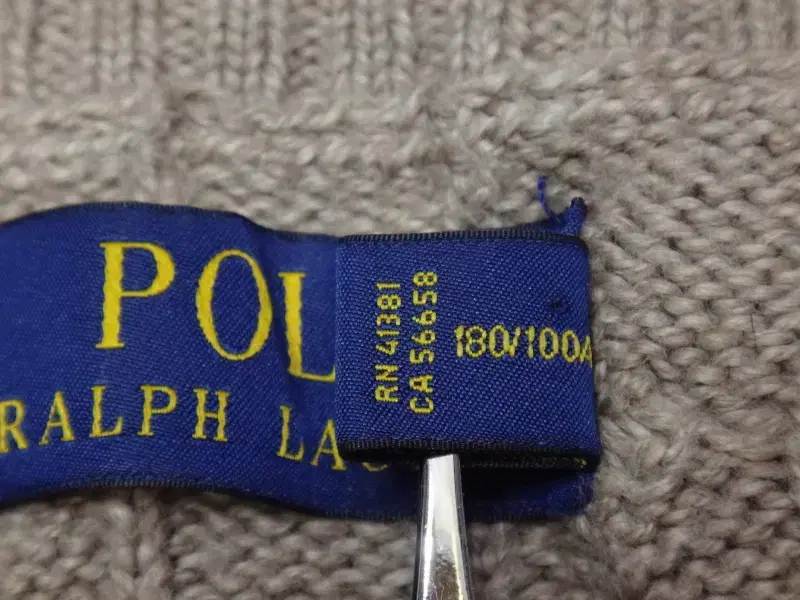 POL
RALPH LA
RN 41381
CA 56658
180/100A